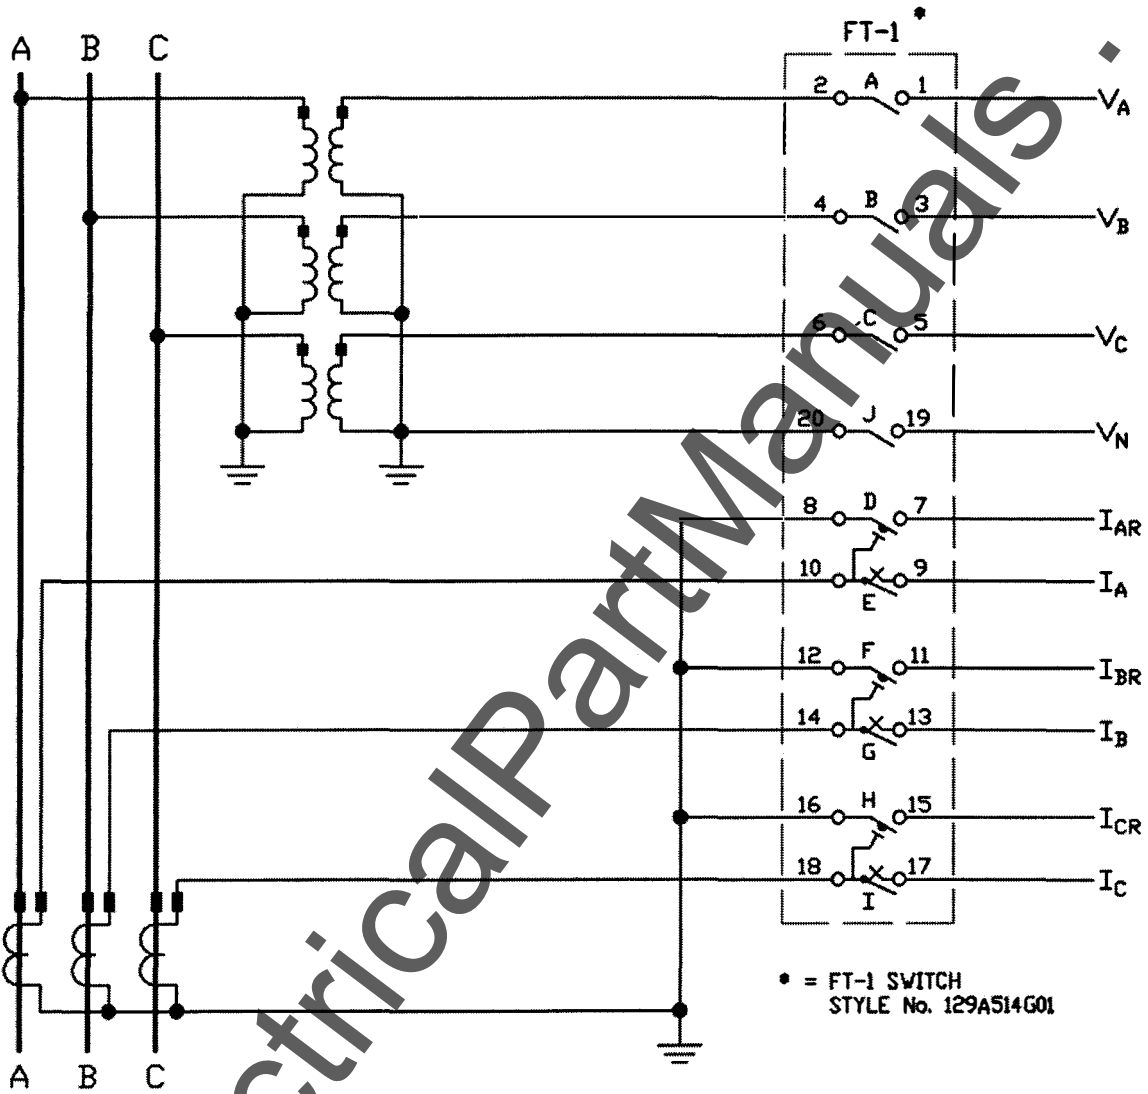 FT-1 *
A B C
2 A 1 V_A
4 B 3 V_B
6 C 5 V_C
20 J 19 V_N
8 D 7 I_AR
10 9 I_A
E
12 F 11 I_BR
14 13 I_B
G
16 H 15 I_CR
18 17 I_C
I
* = FT-1 SWITCH
STYLE No. 129A514G01
A B C
ctricalPartManuals .